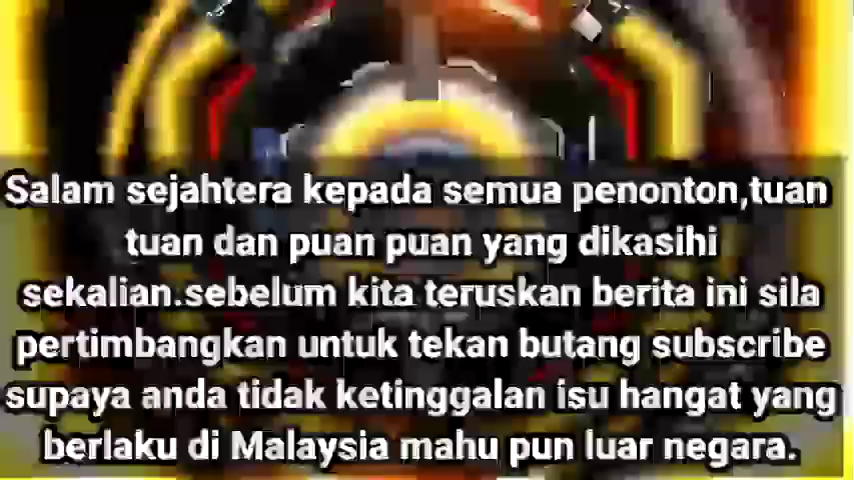 Salam sejahtera kepada semua penonton,tuan
tuan dan puan puan yang dikasihi
sekalian.sebelum kita teruskan berita ini sila
pertimbangkan untuk tekan butang subscribe
supaya anda tidak ketinggalan isu hangat yang
berlaku di Malaysia mahu pun luar negara.